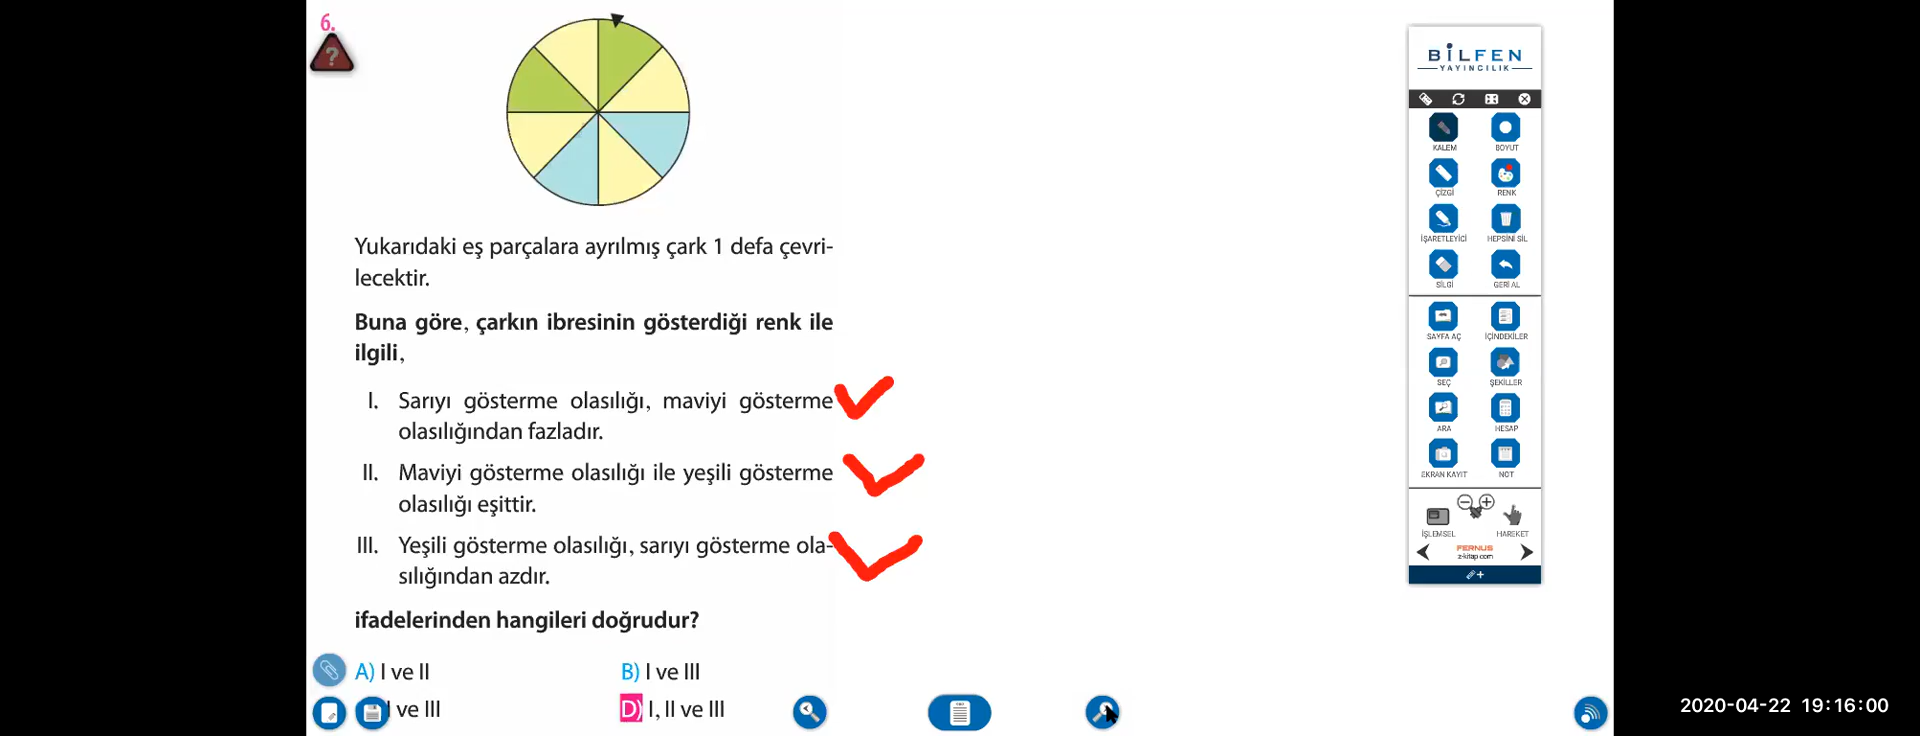 6.
?
Yukarıdaki eş parçalara ayrılmış çark 1 defa çevri-
lecektir.
Buna göre, çarkın ibresinin gösterdiği renk ile
ilgili,
I. Sarıyı gösterme olasılığı, maviyi gösterme
olasılığından fazladır.
II. Maviyi gösterme olasılığı ile yeşili gösterme
olasılığı eşittir.
III. Yeşili gösterme olasılığı, sarıyı gösterme ola-
sılığından azdır.
ifadelerinden hangileri doğrudur?
A) I ve II
B) I ve III
I ve III
D) I, II ve III
BİLFEN
YAYINCILIK
KALEM
BOYUT
ÇİZGİ
RENK
İŞARETLEYİCİ
HEPSİNİ SİL
SİLGİ
GERİ AL
SAYFA AÇ
İÇİNDEKİLER
SEÇ
ŞEKİLLER
ARA
HESAP
EKRAN KAYIT
NOT
İŞLEMSEL
HAREKET
FERNUS
z-kitap.com
2020-04-22 19:16:00